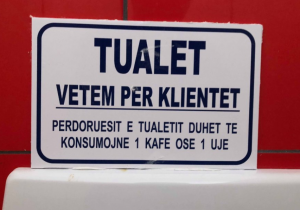 TUALET
VETEM PER KLIENTET
PERDORUESIT E TUALETIT DUHET TE
KONSUMOJNE 1 KAFE OSE 1 UJE